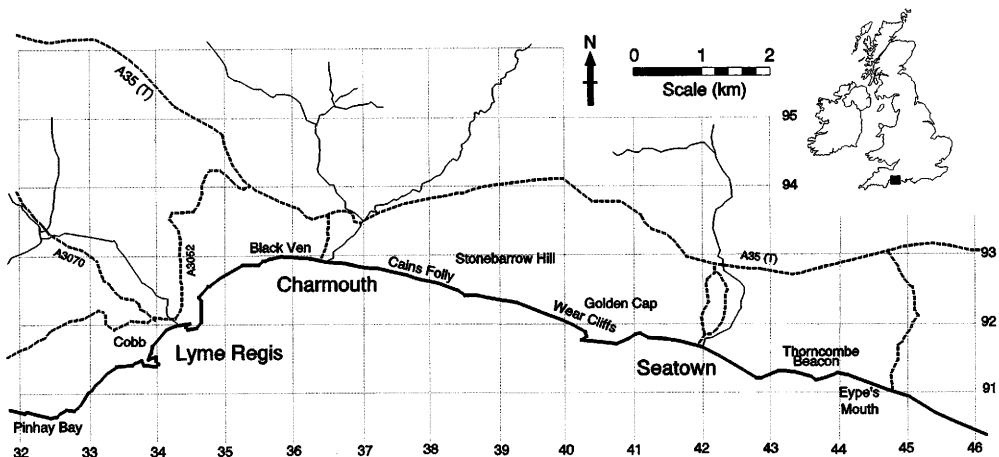 N
0 1 2
Scale (km)
A35 (T)
95
94
A3070
A3052
Black Ven
Charmouth
Cains Folly
Stonebarrow Hill
Wear Cliffs
Golden Cap
A35 (T)
93
92
Cobb
Lyme Regis
Seatown
Thorncombe
Beacon
Eype's
Mouth
91
Pinhay Bay
32 33 34 35 36 37 38 39 40 41 42 43 44 45 46